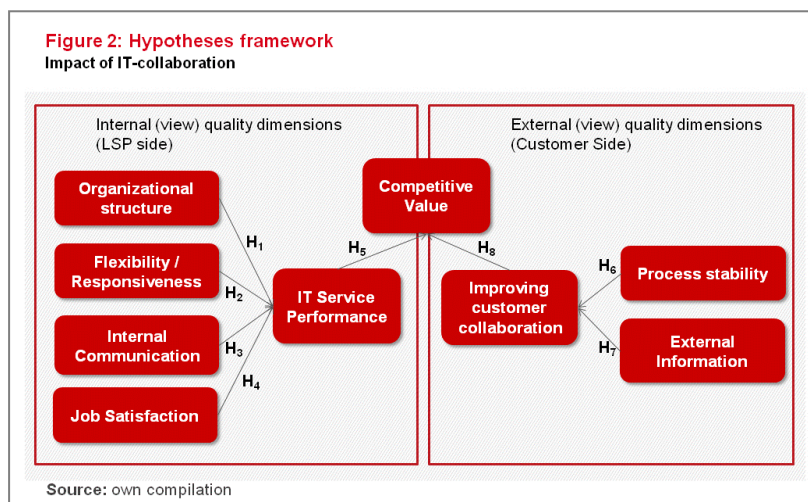 Figure 2: Hypotheses framework
Impact of IT-collaboration
Internal (view) quality dimensions
(LSP side)
External (view) quality dimensions
(Customer Side)
Competitive
Value
Organizational
structure
H₁
Flexibility /
Responsiveness
H₂
Internal
Communication
H₃
Job Satisfaction
H₄
IT Service
Performance
H₅
H₈
Improving
customer
collaboration
H₆
Process stability
H₇
External
Information
Source: own compilation